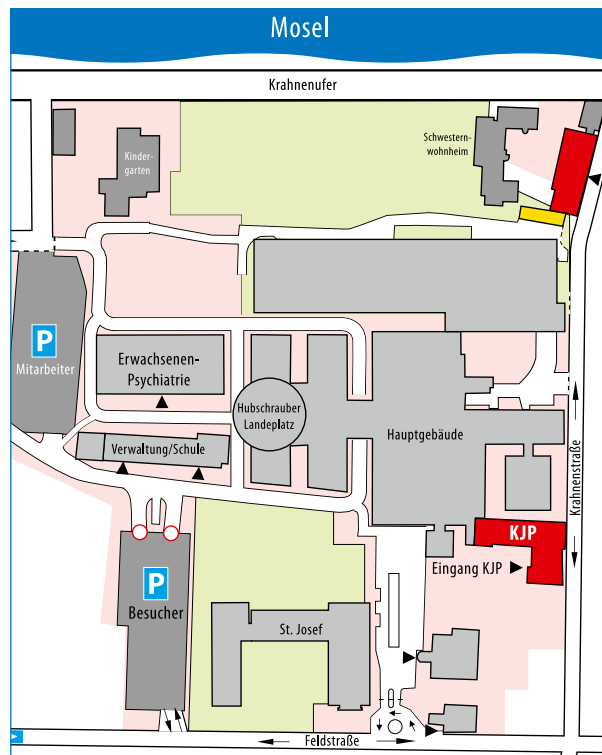 Mosel
Krahnenufer
Kinder-
garten
Schwestern-
wohnheim
P
Mitarbeiter
Erwachsenen-
Psychiatrie
Hubschrauber
Landeplatz
Hauptgebäude
Verwaltung/Schule
Krahnenstraße
KJP
Eingang KJP
P
Besucher
St. Josef
Feldstraße